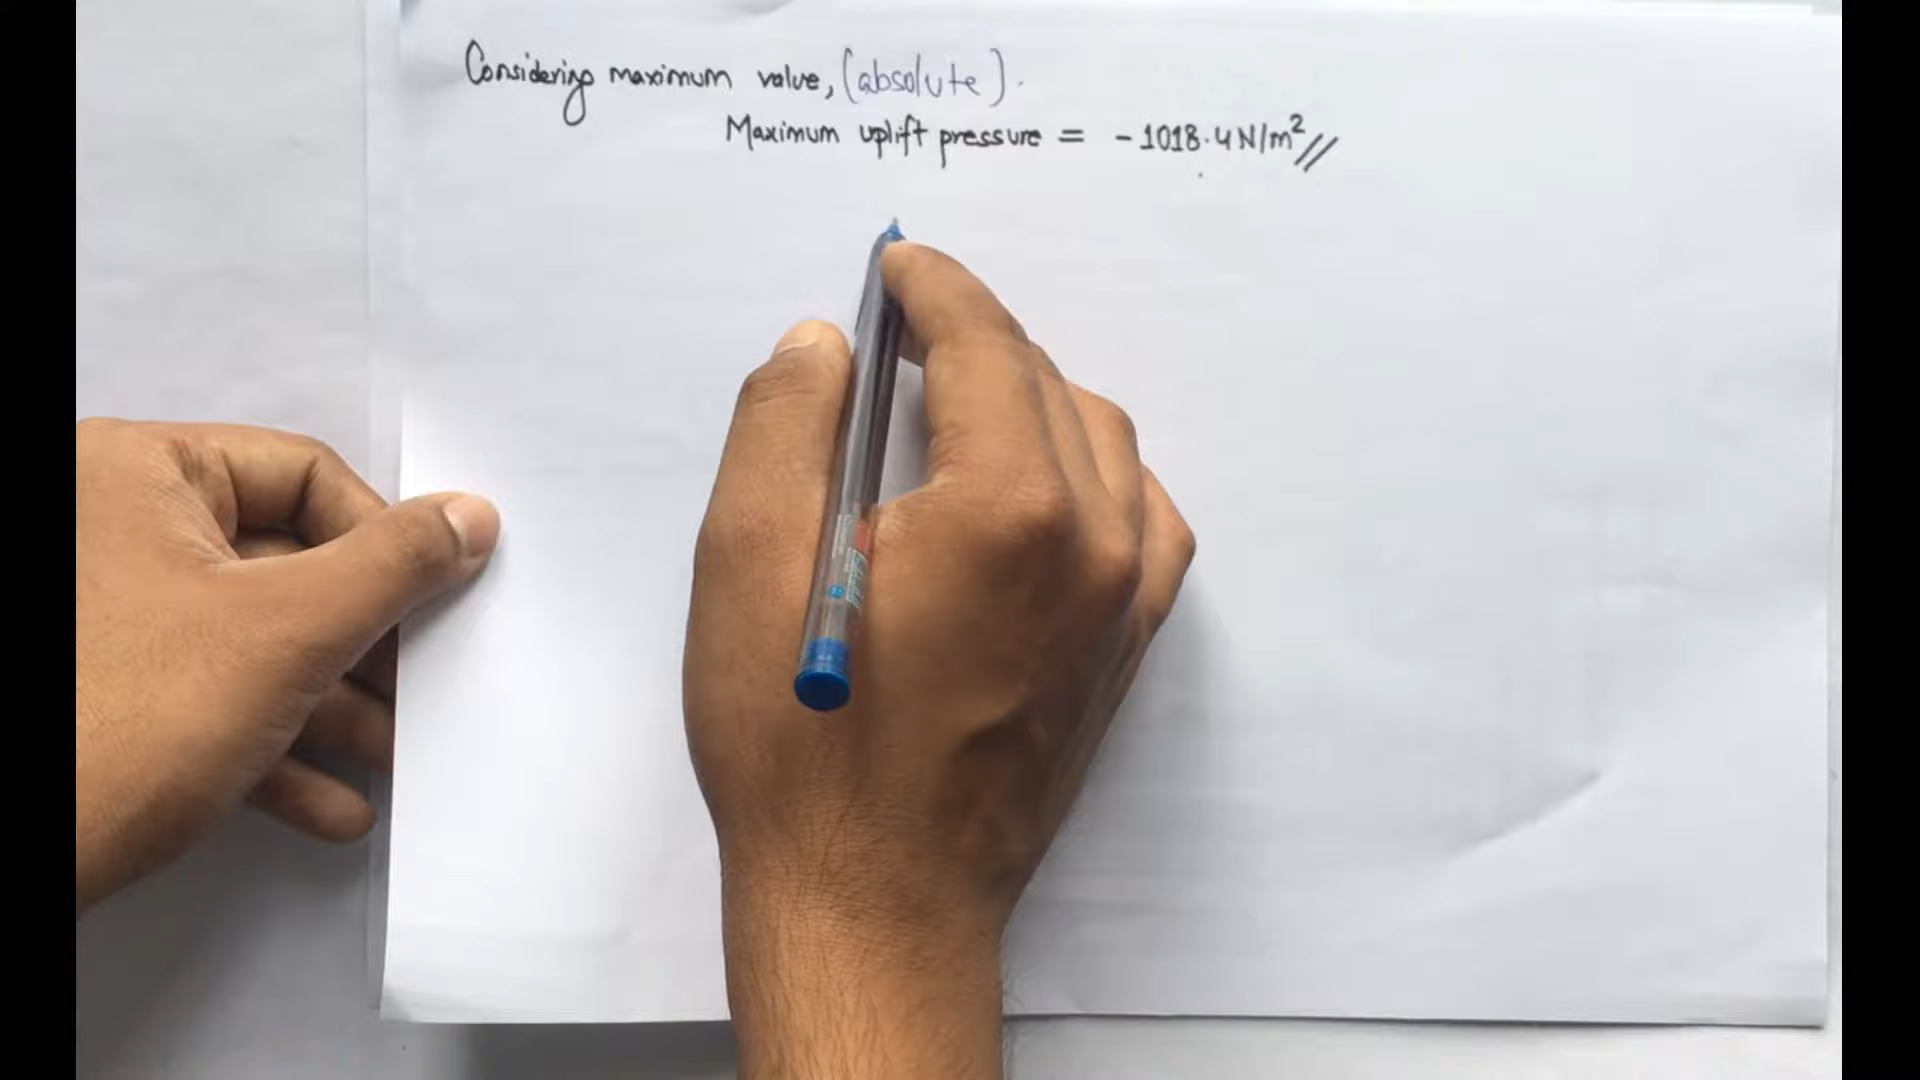 Considering maximum value, (absolute).
Maximum uplift pressure = - 1018.4 N/m²//